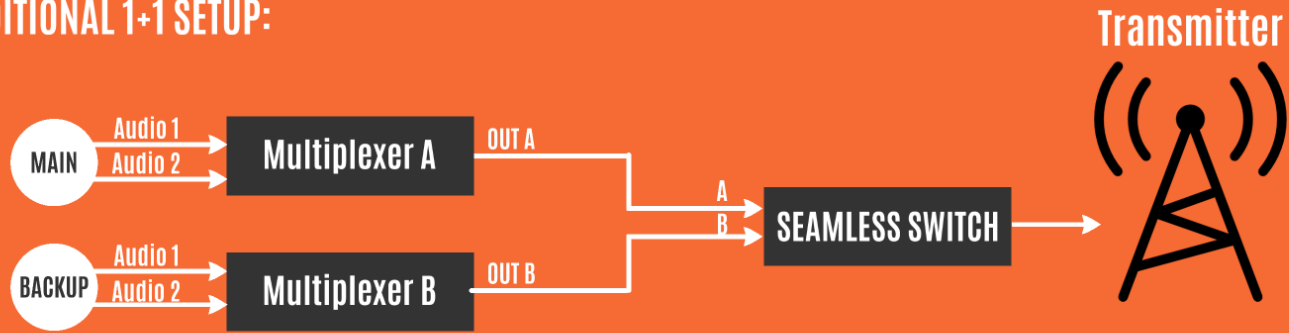 DITIONAL 1+1 SETUP:
Transmitter
MAIN
Audio 1
Audio 2
Multiplexer A
OUT A
A
B
SEAMLESS SWITCH
BACKUP
Audio 1
Audio 2
Multiplexer B
OUT B